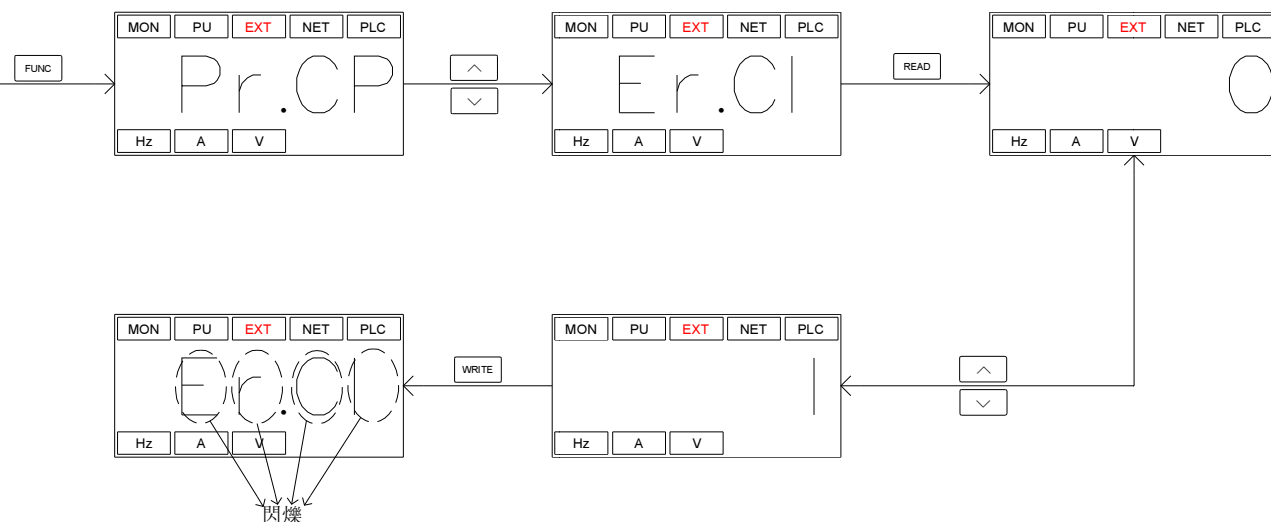 MON PU EXT NET PLC
MON PU EXT NET PLC
MON PU EXT NET PLC
FUNC
Pr.CP
Er.Cl
READ
0
Hz A V
Hz A V
Hz A V
MON PU EXT NET PLC
MON PU EXT NET PLC
Er.Cl
WRITE
1
Hz A V
Hz A V
閃爍